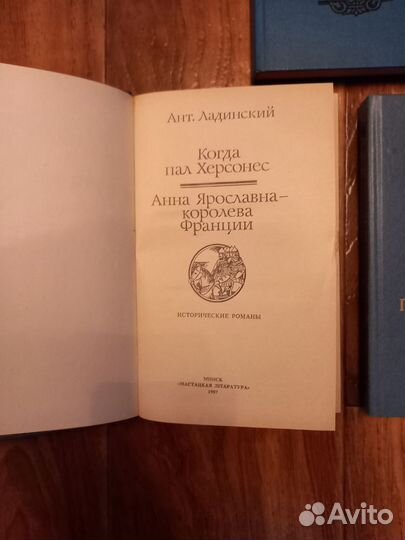 Ант. Ладинский
Когда
пал Херсонес
Анна Ярославна—
королева
Франции
ИСТОРИЧЕСКИЕ РОМАНЫ
МИНСК
«МАСТАЦКАЯ ЛІТАРАТУРА»
1987
Avito